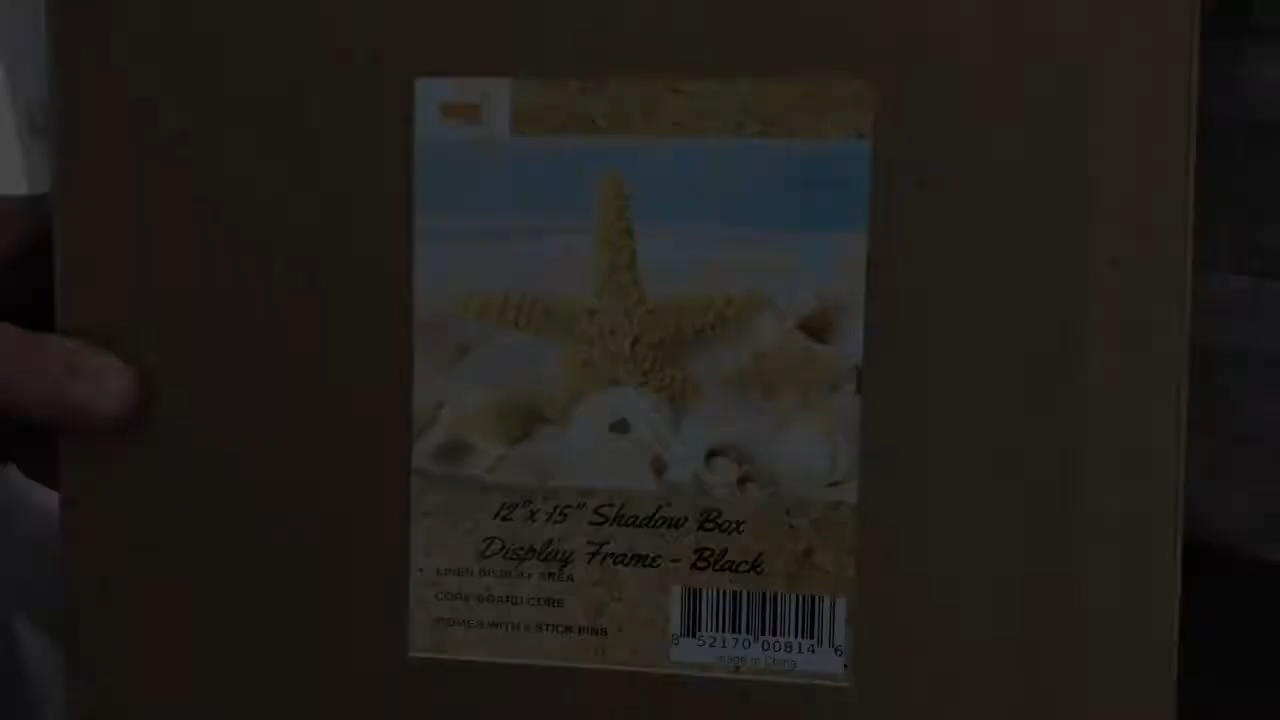 12"x 15" Shadow Box
Display Frame - Black
LINEN DISPLAY AREA
CORK BOARD CORE
COMES WITH STICK PINS
8 52170 00814 6
Made in China